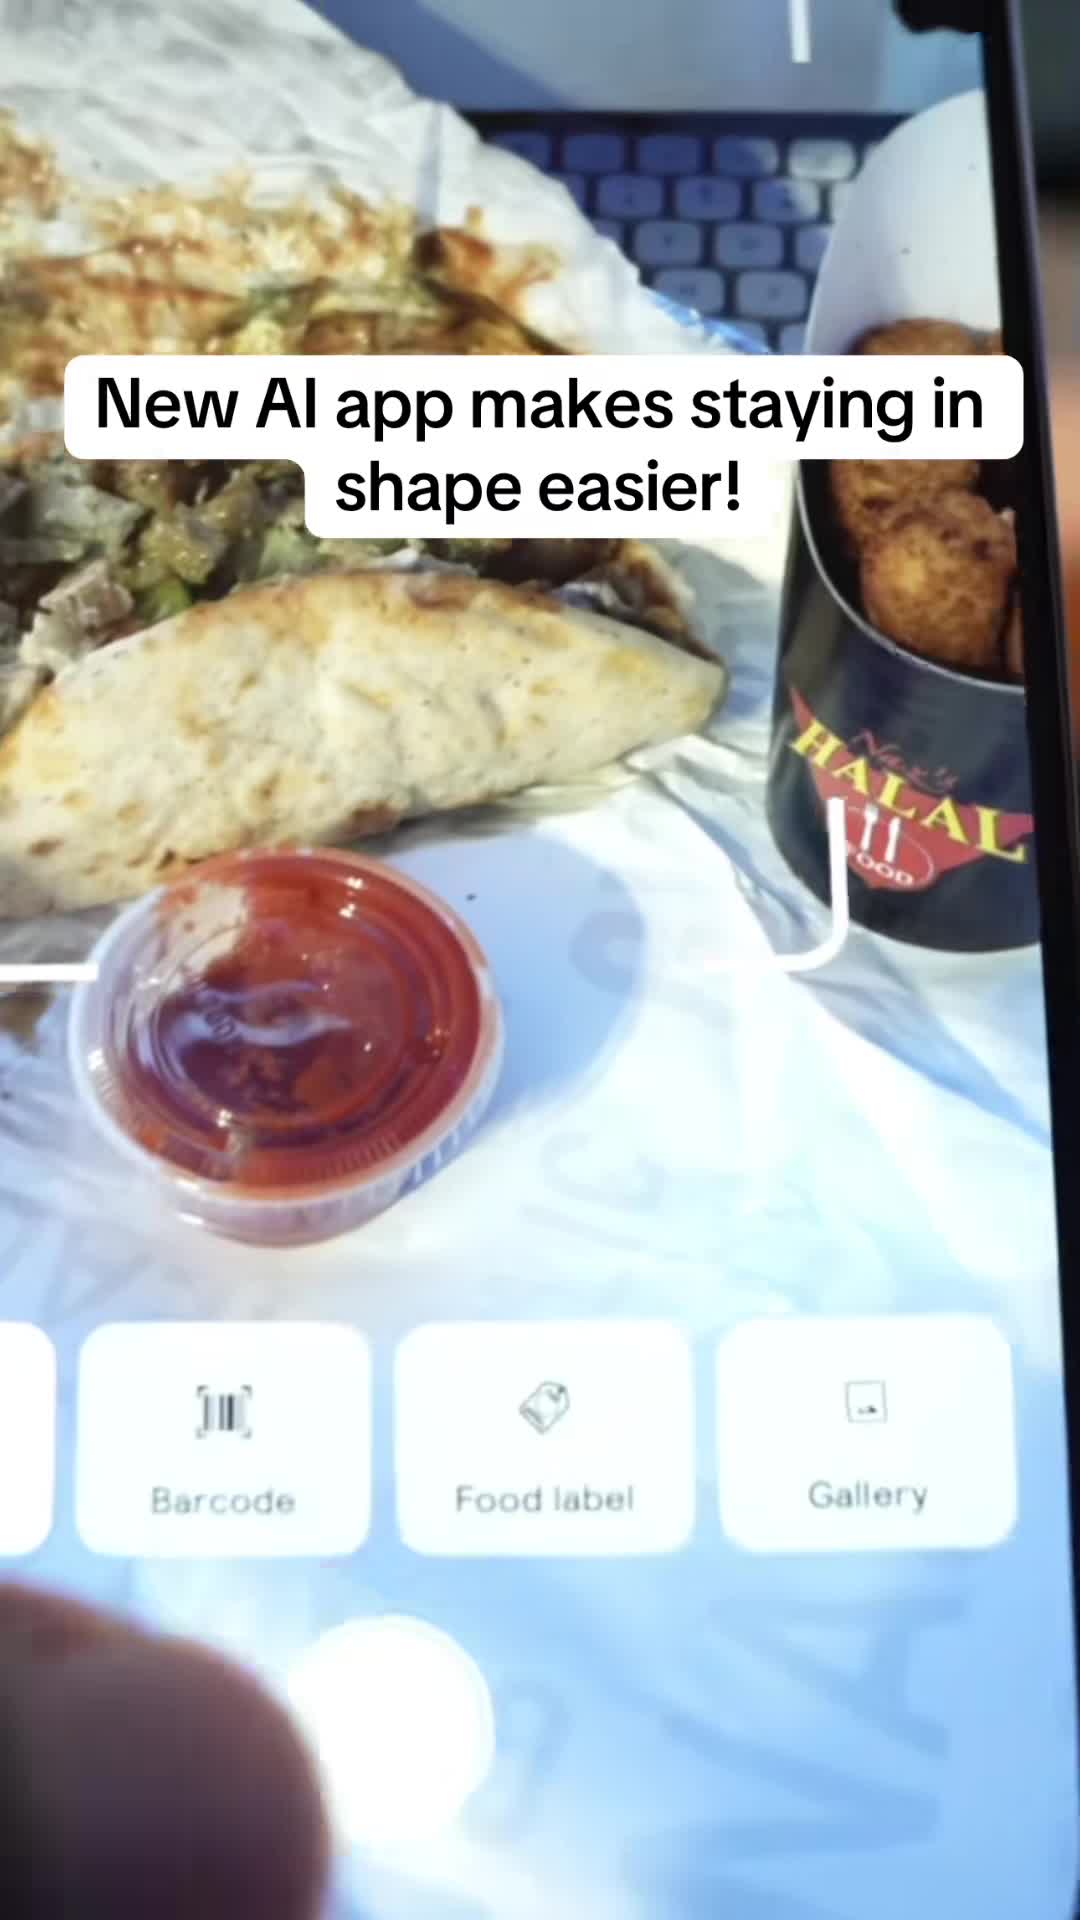 New AI app makes staying in
shape easier!
Naz's
HALAL
FOOD
Barcode
Food label
Gallery